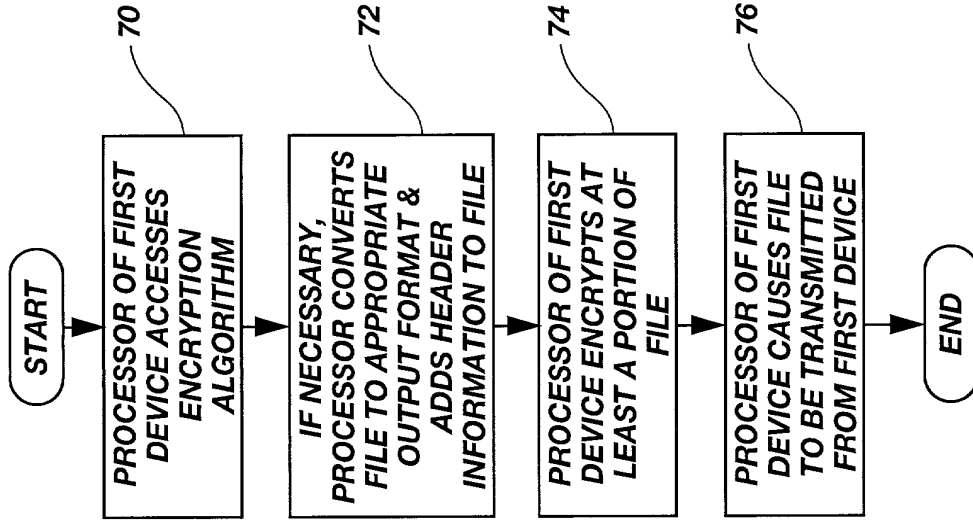 START
PROCESSOR OF FIRST
DEVICE ACCESSES
ENCRYPTION
ALGORITHM
70
IF NECESSARY,
PROCESSOR CONVERTS
FILE TO APPROPRIATE
OUTPUT FORMAT &
ADDS HEADER
INFORMATION TO FILE
72
PROCESSOR OF FIRST
DEVICE ENCRYPTS AT
LEAST A PORTION OF
FILE
74
PROCESSOR OF FIRST
DEVICE CAUSES FILE
TO BE TRANSMITTED
FROM FIRST DEVICE
76
END